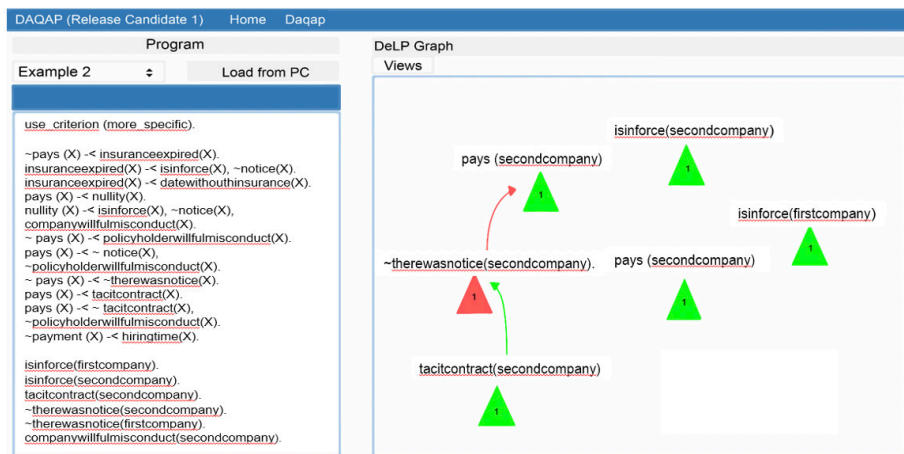 DAQAP (Release Candidate 1) Home Daqap
Program
Example 2 Load from PC
use_criterion (more_specific).
~pays (X) -< insuranceexpired(X).
insuranceexpired(X) -< isinforce(X), ~notice(X).
insuranceexpired(X) -< datewithouthinsurance(X).
pays (X) -< nullity(X).
nullity (X) -< isinforce(X), ~notice(X),
companywillfulmisconduct(X).
~ pays (X) -< policyholderwillfulmisconduct(X).
pays (X) -< ~ notice(X),
~policyholderwillfulmisconduct(X).
~ pays (X) -< ~therewasnotice(X).
pays (X) -< tacitcontract(X).
pays (X) -< ~ tacitcontract(X),
~policyholderwillfulmisconduct(X).
~payment (X) -< hiringtime(X).
isinforce(firstcompany).
isinforce(secondcompany).
tacitcontract(secondcompany).
~therewasnotice(secondcompany).
~therewasnotice(firstcompany).
companywillfulmisconduct(secondcompany).
DeLP Graph
Views
isinforce(secondcompany)
1
pays (secondcompany)
1
isinforce(firstcompany)
1
~therewasnotice(secondcompany).
1
pays (secondcompany)
1
tacitcontract(secondcompany)
1